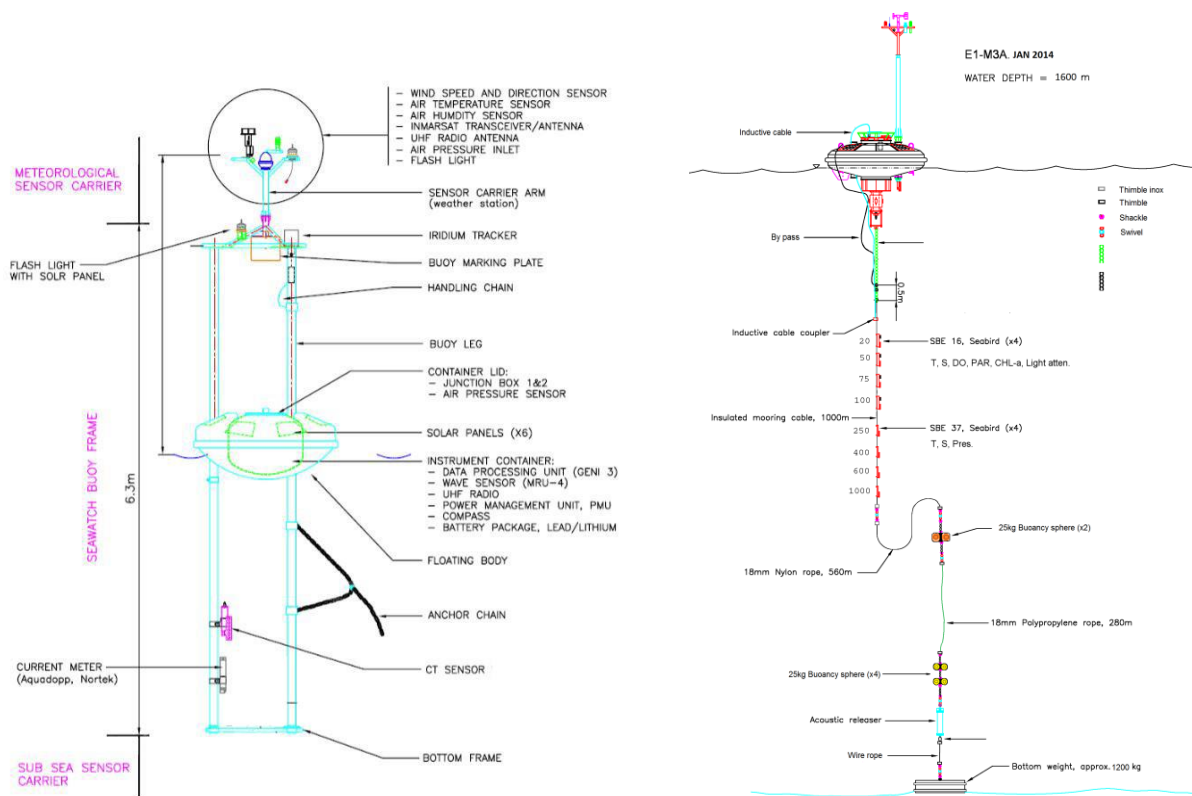 - WIND SPEED AND DIRECTION SENSOR
- AIR TEMPERATURE SENSOR
- AIR HUMIDITY SENSOR
- INMARSAT TRANSCEIVER/ANTENNA
- UHF RADIO ANTENNA
- AIR PRESSURE INLET
- FLASH LIGHT
METEOROLOGICAL
SENSOR CARRIER
SENSOR CARRIER ARM
(weather station)
IRIDIUM TRACKER
FLASH LIGHT
WITH SOLR PANEL
BUOY MARKING PLATE
HANDLING CHAIN
BUOY LEG
CONTAINER LID:
- JUNCTION BOX 1&2
- AIR PRESSURE SENSOR
SOLAR PANELS (X6)
SEAWATCH BUOY FRAME
6.3m
INSTRUMENT CONTAINER:
- DATA PROCESSING UNIT (GENI 3)
- WAVE SENSOR (MRU-4)
- UHF RADIO
- POWER MANAGEMENT UNIT, PMU
- COMPASS
- BATTERY PACKAGE, LEAD/LITHIUM
FLOATING BODY
ANCHOR CHAIN
CURRENT METER
(Aquadopp, Nortek)
CT SENSOR
BOTTOM FRAME
SUB SEA SENSOR
CARRIER
E1-M3A. JAN 2014
WATER DEPTH = 1600 m
Inductive cable
Thimble inox
Thimble
Shackle
Swivel
By pass
0.5m
Inductive cable coupler
20
SBE 16, Seabird (x4)
50
T, S, DO, PAR, CHL-a, Light atten.
75
100
Insulated mooring cable, 1000m
250
SBE 37, Seabird (x4)
T, S, Pres.
400
600
1000
25kg Buoancy sphere (x2)
18mm Nylon rope, 560m
18mm Polypropylene rope, 280m
25kg Buoancy sphere (x4)
Acoustic releaser
Wire rope
Bottom weight, approx. 1200 kg